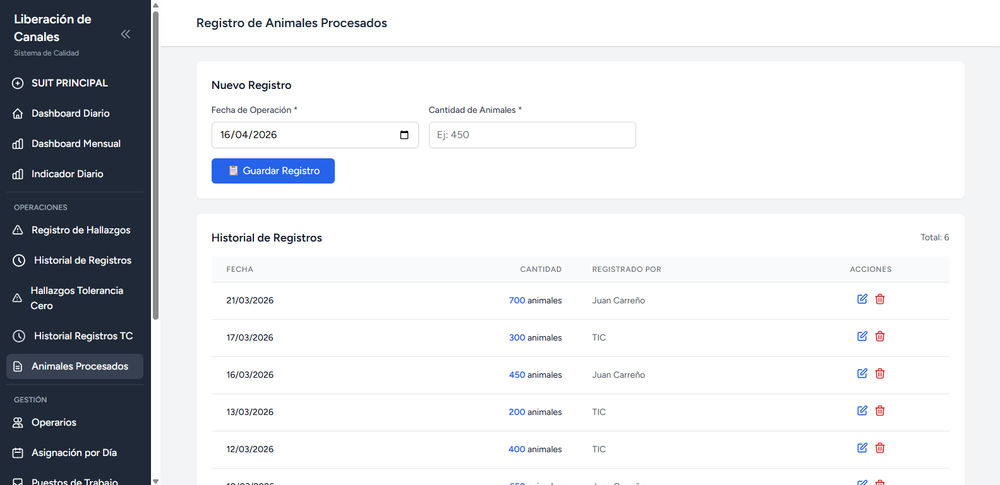 Liberación de
Canales
Sistema de Calidad
SUIT PRINCIPAL
Dashboard Diario
Dashboard Mensual
Indicador Diario
OPERACIONES
Registro de Hallazgos
Historial de Registros
Hallazgos Tolerancia
Cero
Historial Registros TC
Animales Procesados
GESTIÓN
Operarios
Asignación por Día
Puestos de Trabajo
Registro de Animales Procesados
Nuevo Registro
Fecha de Operación * Cantidad de Animales *
16/04/2026 Ej: 450
Guardar Registro
Historial de Registros Total: 6
FECHA CANTIDAD REGISTRADO POR ACCIONES
21/03/2026 700 animales Juan Carreño
17/03/2026 300 animales TIC
16/03/2026 450 animales Juan Carreño
13/03/2026 200 animales TIC
12/03/2026 400 animales TIC